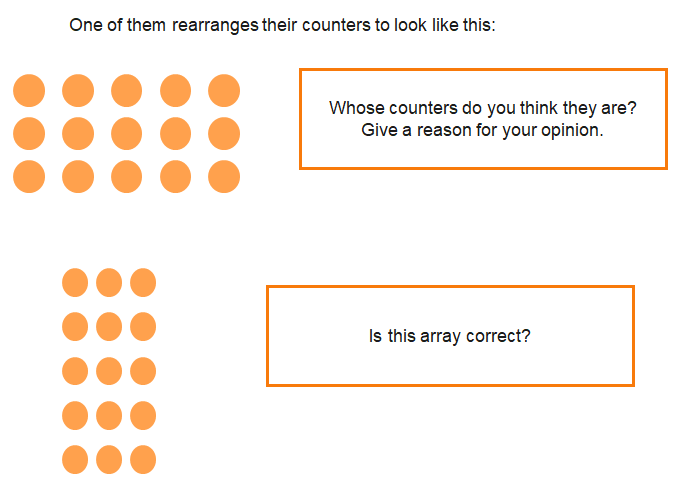 One of them rearranges their counters to look like this:
Whose counters do you think they are?
Give a reason for your opinion.
Is this array correct?